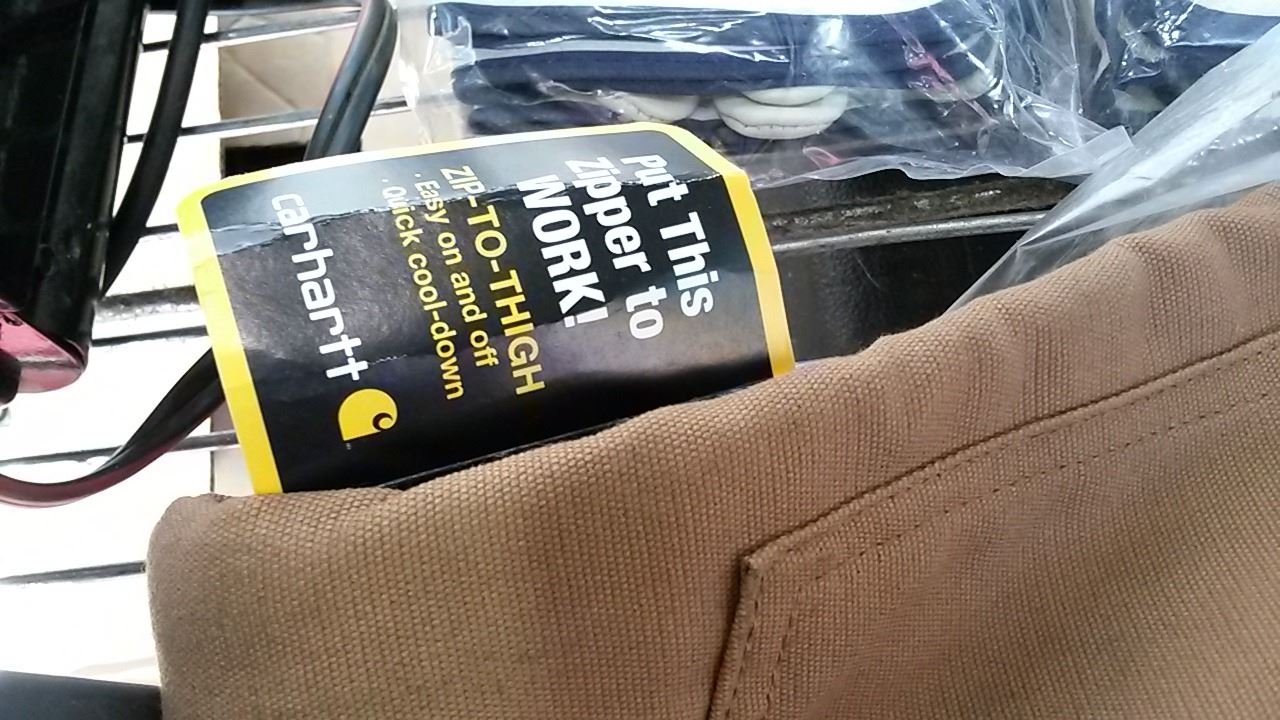 Put This
Zipper to
WORK!
ZIP-TO-THIGH
· Easy on and off
· Quick cool-down
carhartt